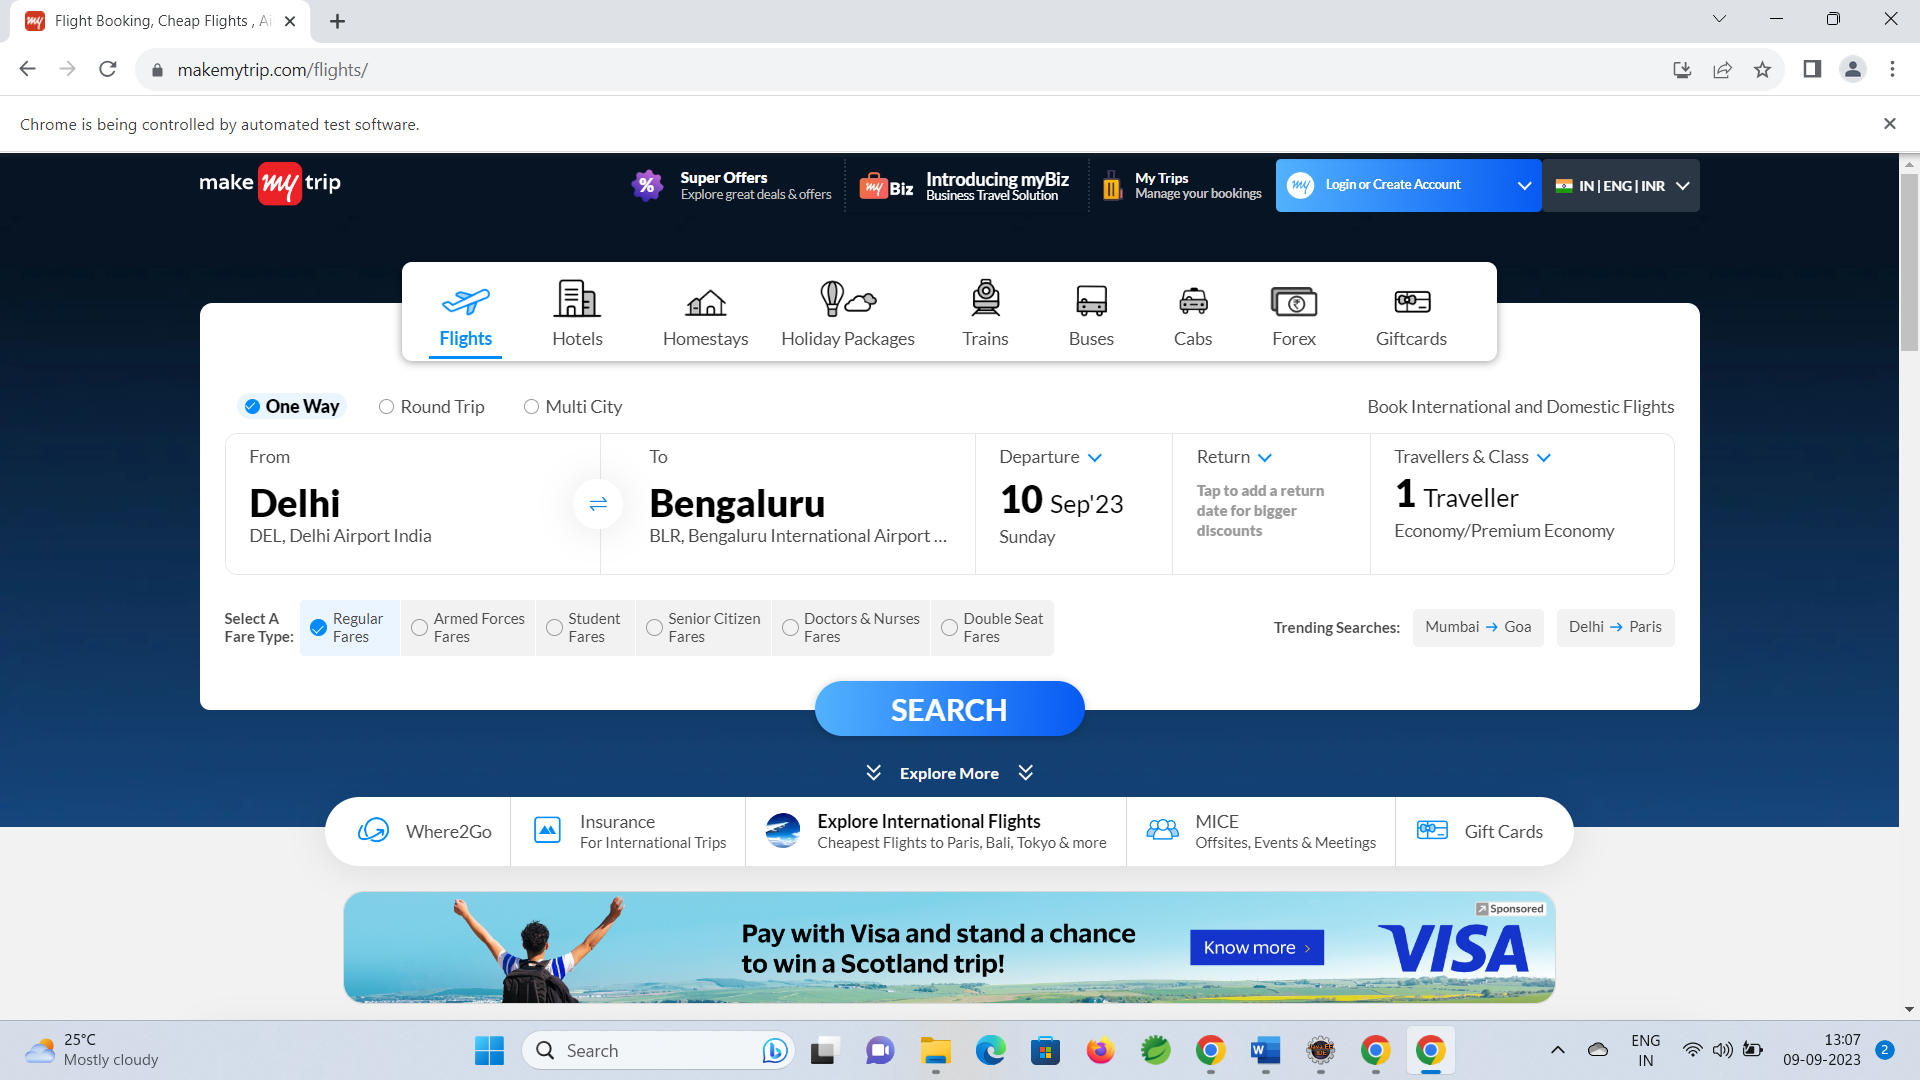 Flight Booking, Cheap Flights , Ai
makemytrip.com/flights/
Chrome is being controlled by automated test software.
make my trip
Super Offers
Explore great deals & offers
my Biz
Introducing myBiz
Business Travel Solution
My Trips
Manage your bookings
my
Login or Create Account
IN | ENG | INR
Flights
Hotels
Homestays
Holiday Packages
Trains
Buses
Cabs
Forex
Giftcards
One Way
Round Trip
Multi City
Book International and Domestic Flights
From
Delhi
DEL, Delhi Airport India
To
Bengaluru
BLR, Bengaluru International Airport ...
Departure
10 Sep'23
Sunday
Return
Tap to add a return
date for bigger
discounts
Travellers & Class
1 Traveller
Economy/Premium Economy
Select A
Fare Type:
Regular
Fares
Armed Forces
Fares
Student
Fares
Senior Citizen
Fares
Doctors & Nurses
Fares
Double Seat
Fares
Trending Searches:
Mumbai → Goa
Delhi → Paris
SEARCH
Explore More
Where2Go
Insurance
For International Trips
Explore International Flights
Cheapest Flights to Paris, Bali, Tokyo & more
MICE
Offsites, Events & Meetings
Gift Cards
Sponsored
Pay with Visa and stand a chance
to win a Scotland trip!
Know more >
VISA
25°C
Mostly cloudy
Search
ENG
IN
13:07
09-09-2023
2